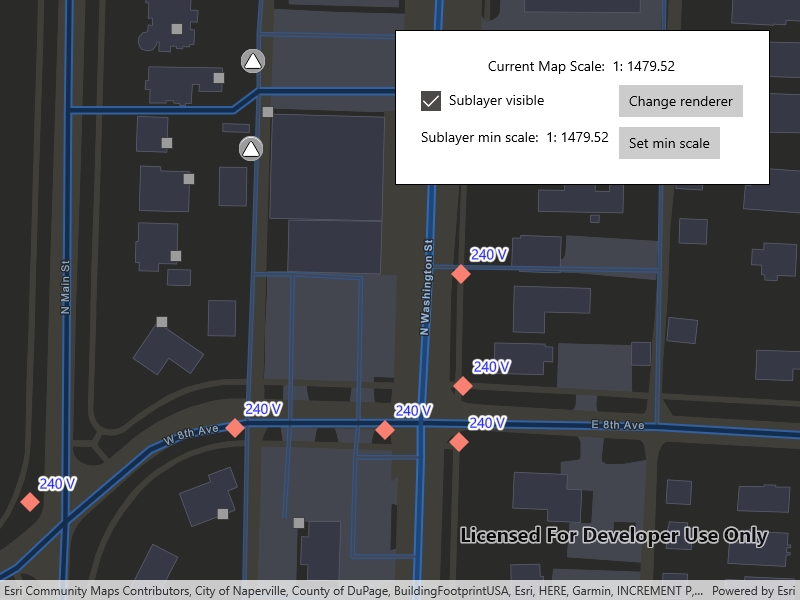 Current Map Scale: 1: 1479.52
Sublayer visible
Change renderer
Sublayer min scale: 1: 1479.52
Set min scale
240 V
N Washington St
N Main St
240 V
240 V
240 V
240 V
W 8th Ave
E 8th Ave
240 V
Licensed For Developer Use Only
Esri Community Maps Contributors, City of Naperville, County of DuPage, BuildingFootprintUSA, Esri, HERE, Garmin, INCREMENT P,... Powered by Esri